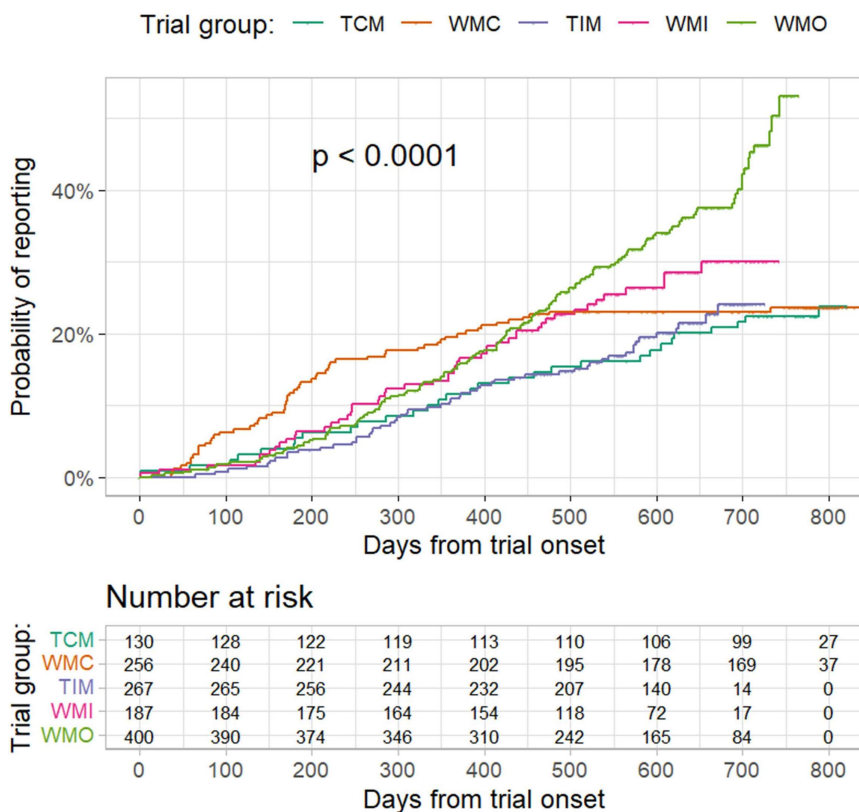 Trial group: TCM WMC TIM WMI WMO
Probability of reporting
40%
20%
0%
p < 0.0001
0 100 200 300 400 500 600 700 800
Days from trial onset
Number at risk
Trial group:
TCM 130 128 122 119 113 110 106 99 27
WMC 256 240 221 211 202 195 178 169 37
TIM 267 265 256 244 232 207 140 14 0
WMI 187 184 175 164 154 118 72 17 0
WMO 400 390 374 346 310 242 165 84 0
0 100 200 300 400 500 600 700 800
Days from trial onset